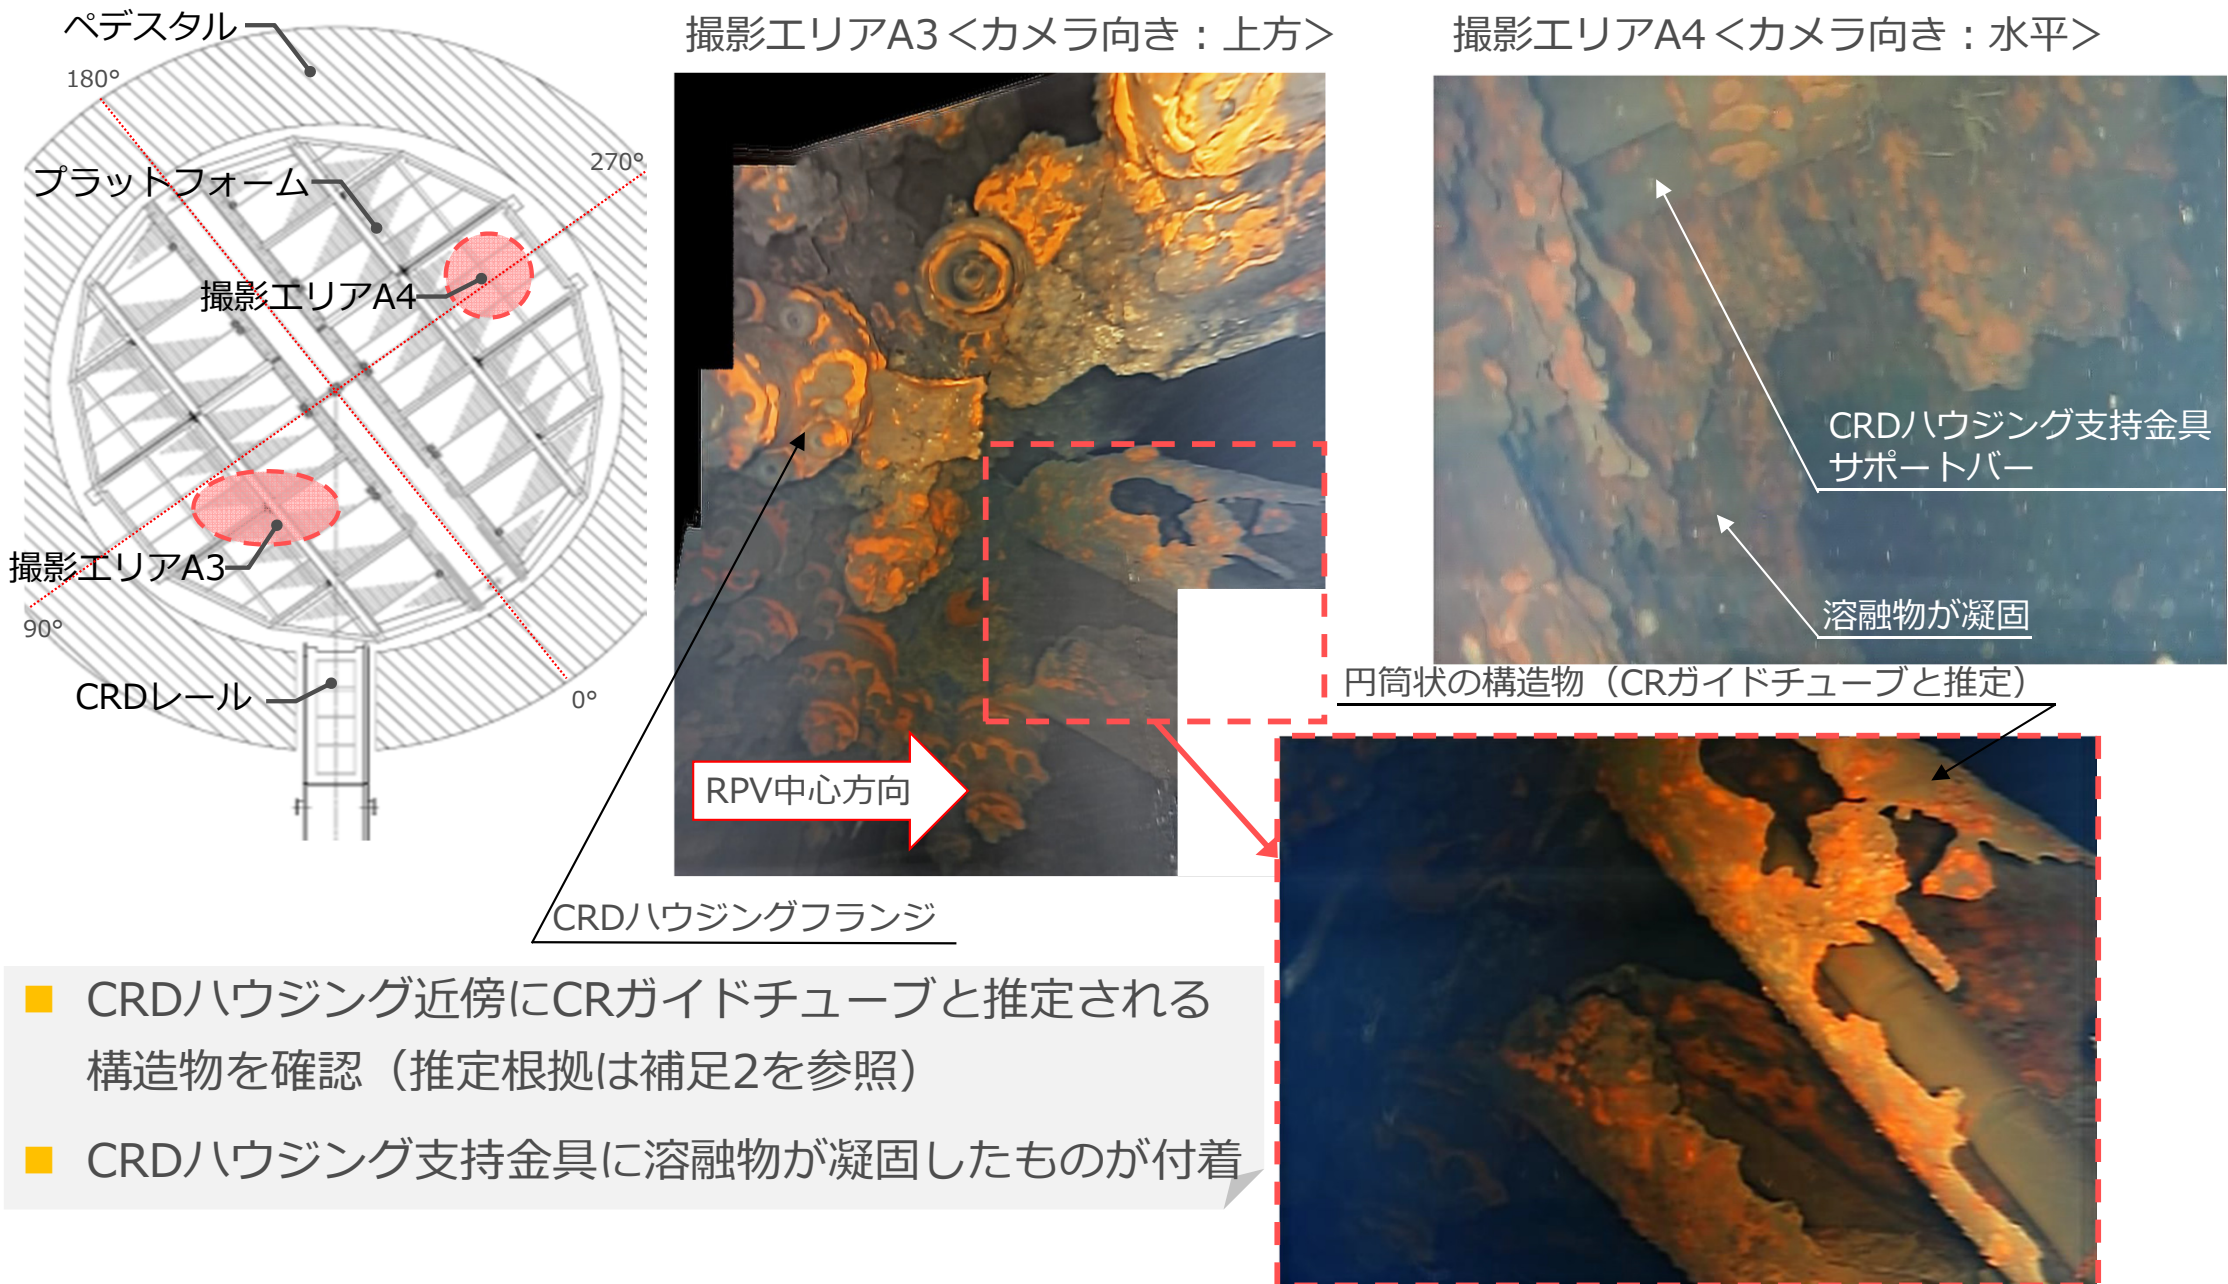 ペデスタル
180°
270°
プラットフォーム
撮影エリアA4
撮影エリアA3
90°
CRDレール
0°
撮影エリアA3＜カメラ向き：上方＞
RPV中心方向
CRDハウジングフランジ
撮影エリアA4＜カメラ向き：水平＞
CRDハウジング支持金具
サポートバー
溶融物が凝固
円筒状の構造物（CRガイドチューブと推定）
■ CRDハウジング近傍にCRガイドチューブと推定される
構造物を確認（推定根拠は補足2を参照）
■ CRDハウジング支持金具に溶融物が凝固したものが付着